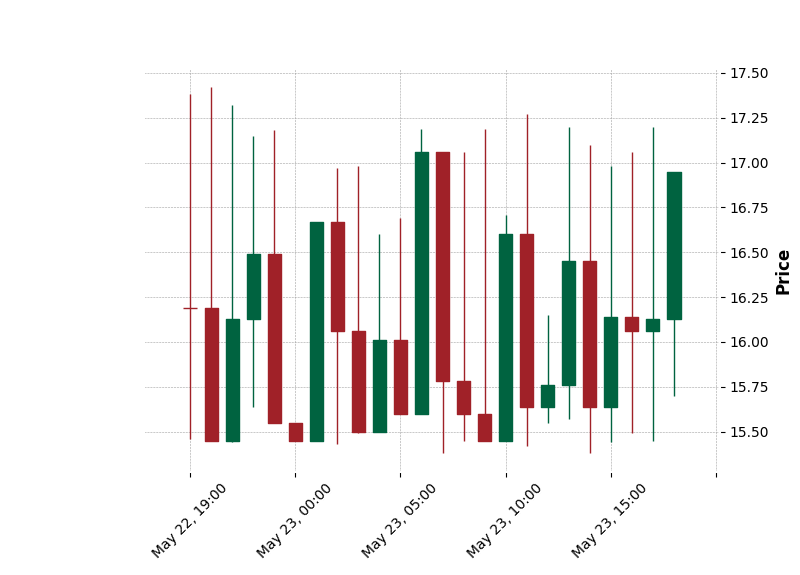 17.50
17.25
17.00
16.75
16.50
16.25
16.00
15.75
15.50
Price
May 22, 19:00
May 23, 00:00
May 23, 05:00
May 23, 10:00
May 23, 15:00